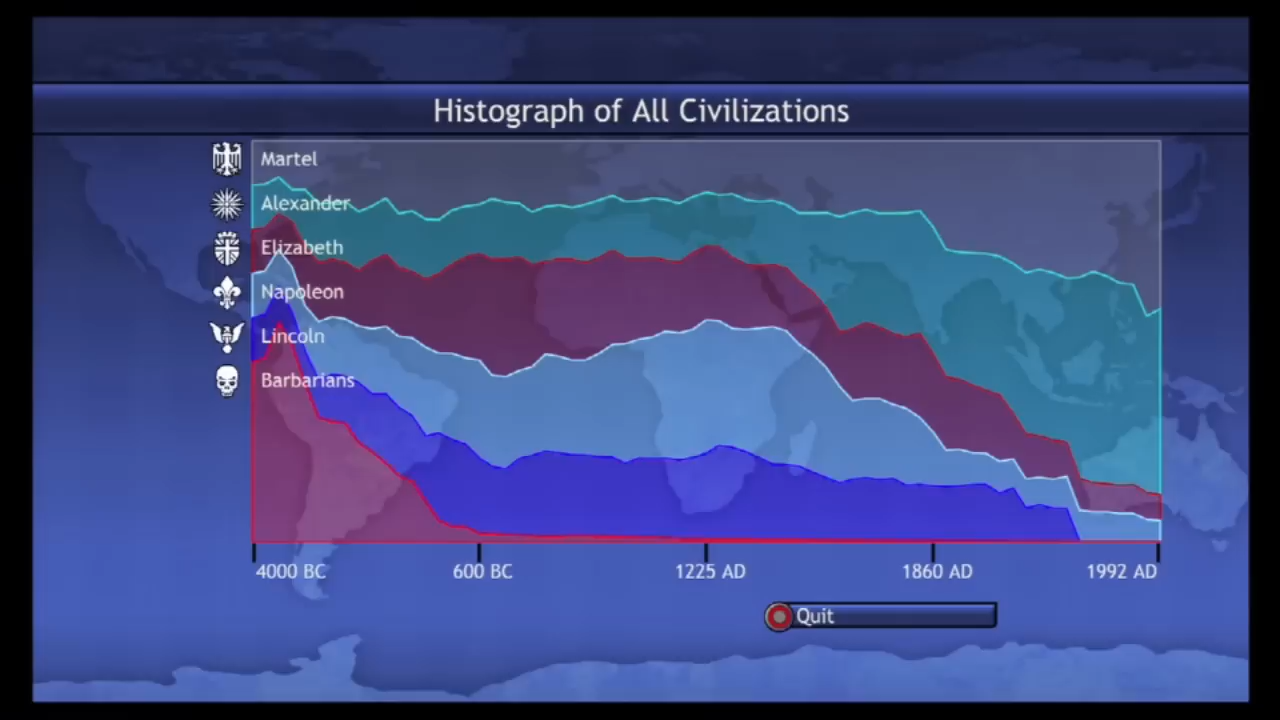 Histograph of All Civilizations
Martel
Alexander
Elizabeth
Napoleon
Lincoln
Barbarians
4000 BC 600 BC 1225 AD 1860 AD 1992 AD
Quit